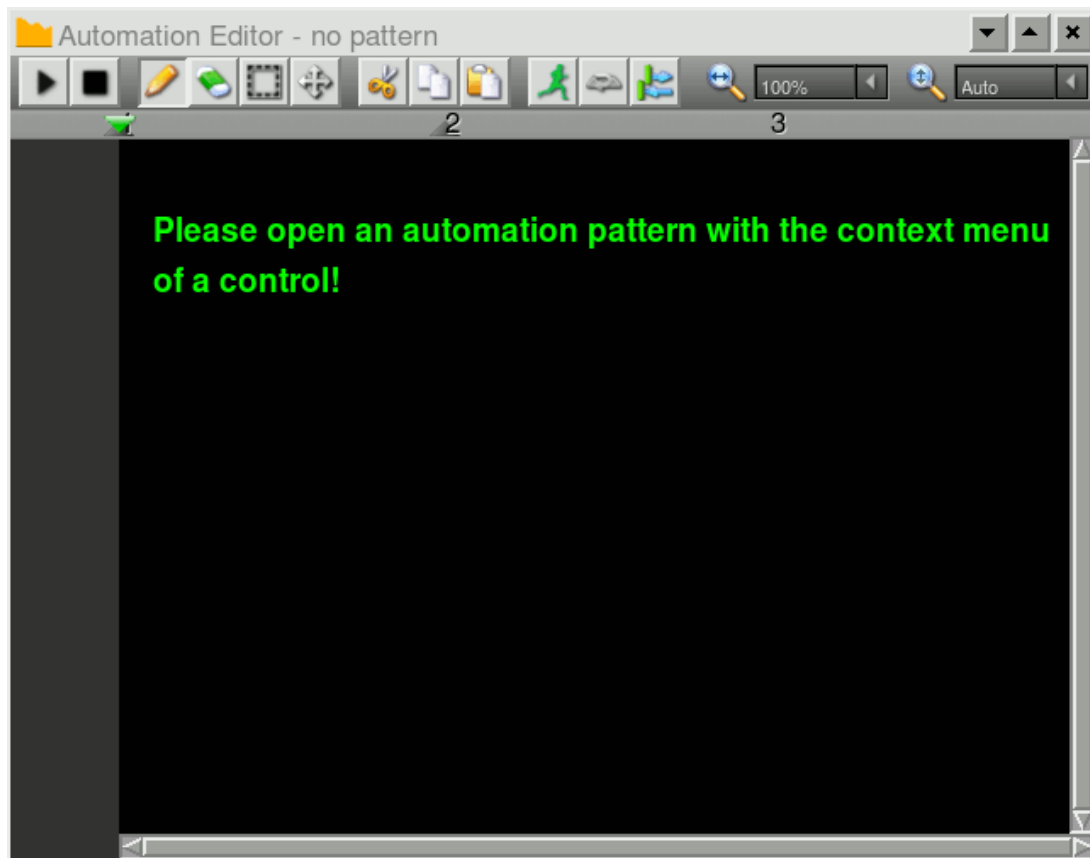 Automation Editor - no pattern
100% Auto
2 3
Please open an automation pattern with the context menu
of a control!